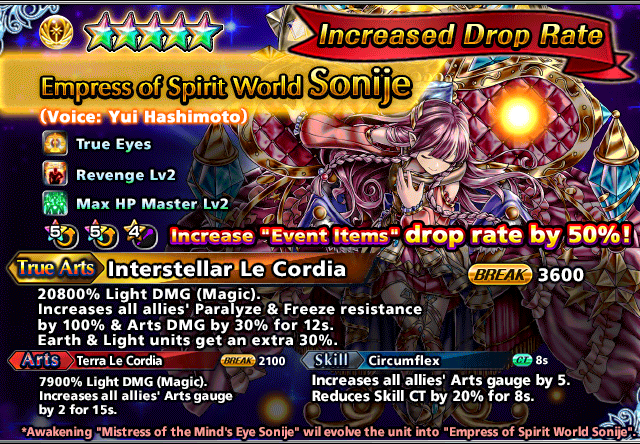 Increased Drop Rate
Empress of Spirit World Sonije
(Voice: Yui Hashimoto)
True Eyes
Revenge Lv2
Max HP Master Lv2
5 5 4
Increase "Event Items" drop rate by 50%!
True Arts Interstellar Le Cordia BREAK 3600
20800% Light DMG (Magic).
Increases all allies' Paralyze & Freeze resistance
by 100% & Arts DMG by 30% for 12s.
Earth & Light units get an extra 30%.
Arts Terra Le Cordia BREAK 2100
7900% Light DMG (Magic).
Increases all allies' Arts gauge
by 2 for 15s.
Skill Circumflex CT 8s
Increases all allies' Arts gauge by 5.
Reduces Skill CT by 20% for 8s.
*Awakening "Mistress of the Mind's Eye Sonije" wil evolve the unit into "Empress of Spirit World Sonije".